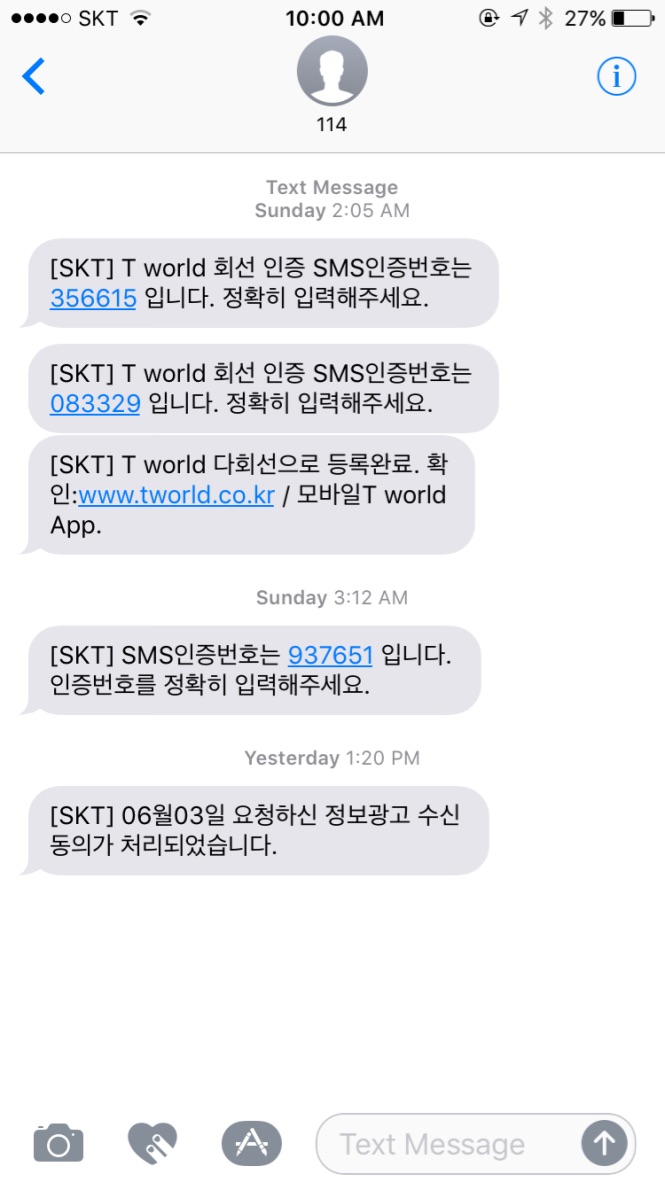 SKT
10:00 AM
27%
114
Text Message
Sunday 2:05 AM
[SKT] T world 회선 인증 SMS인증번호는
356615 입니다. 정확히 입력해주세요.
[SKT] T world 회선 인증 SMS인증번호는
083329 입니다. 정확히 입력해주세요.
[SKT] T world 다회선으로 등록완료. 확
인:www.tworld.co.kr / 모바일T world
App.
Sunday 3:12 AM
[SKT] SMS인증번호는 937651 입니다.
인증번호를 정확히 입력해주세요.
Yesterday 1:20 PM
[SKT] 06월03일 요청하신 정보광고 수신
동의가 처리되었습니다.
Text Message